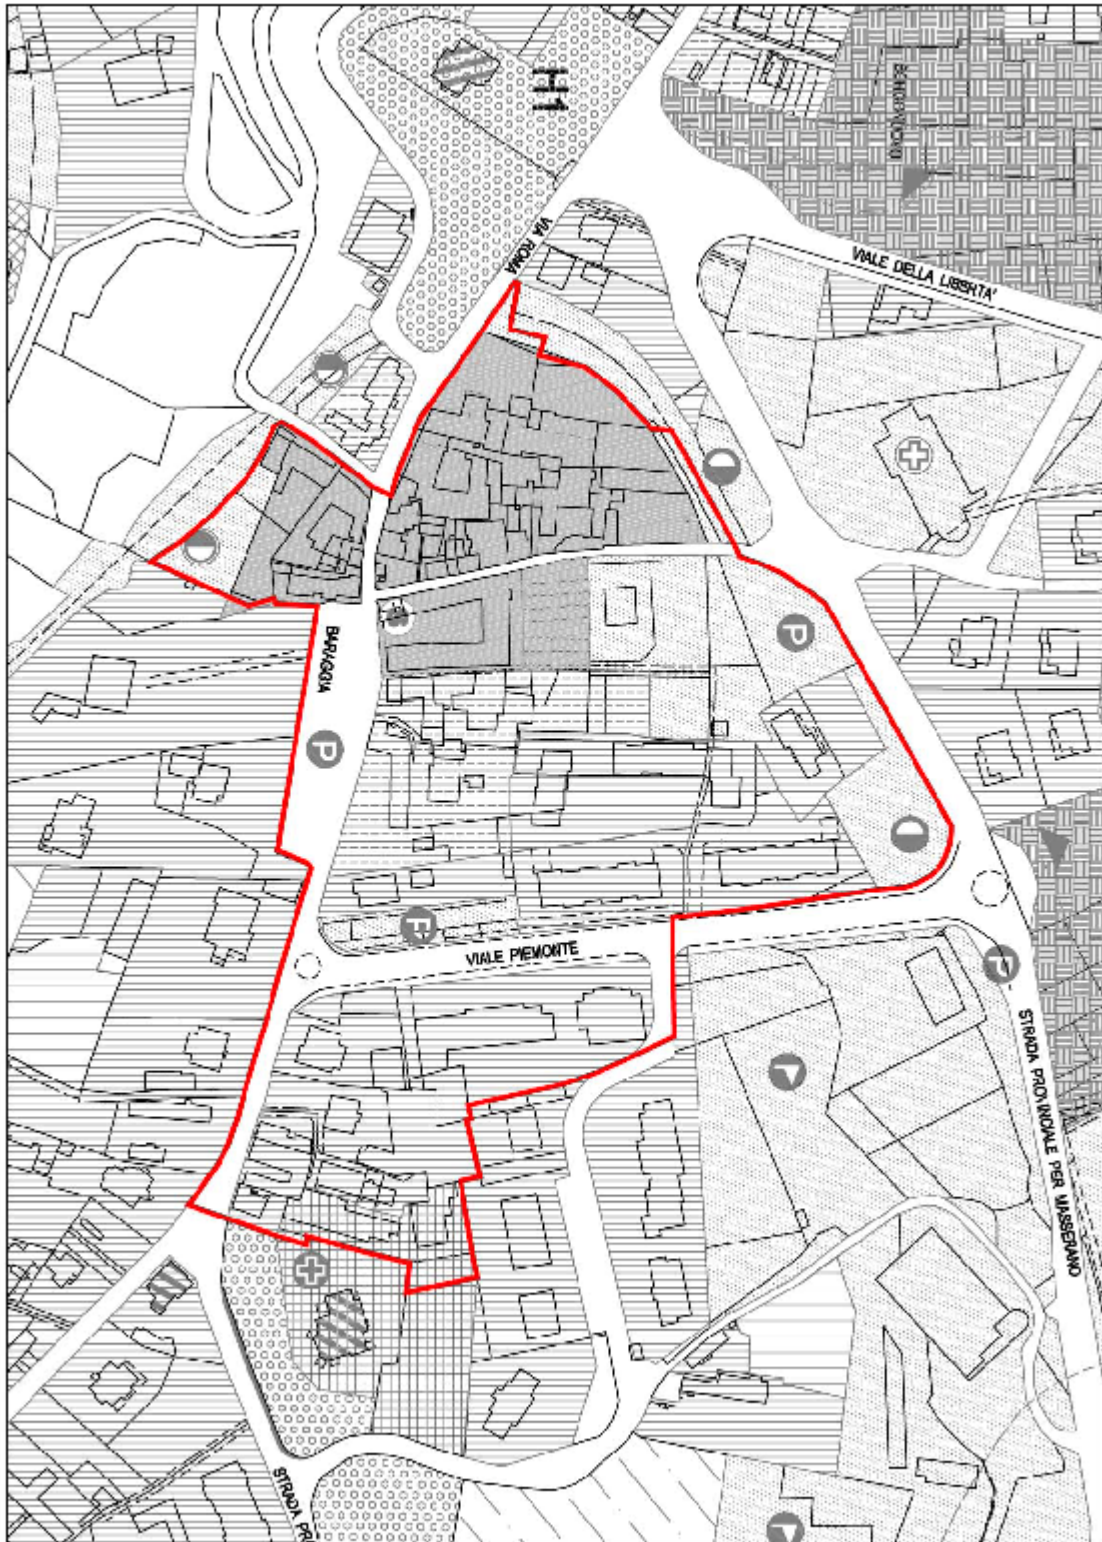 H1
VIA ROMA
VIALE DELLA LIBERTA'
BARAGGIA
P
P
F
VIALE PIEMONTE
P
STRADA PROVINCIALE PER MASSERANO
STRADA PR